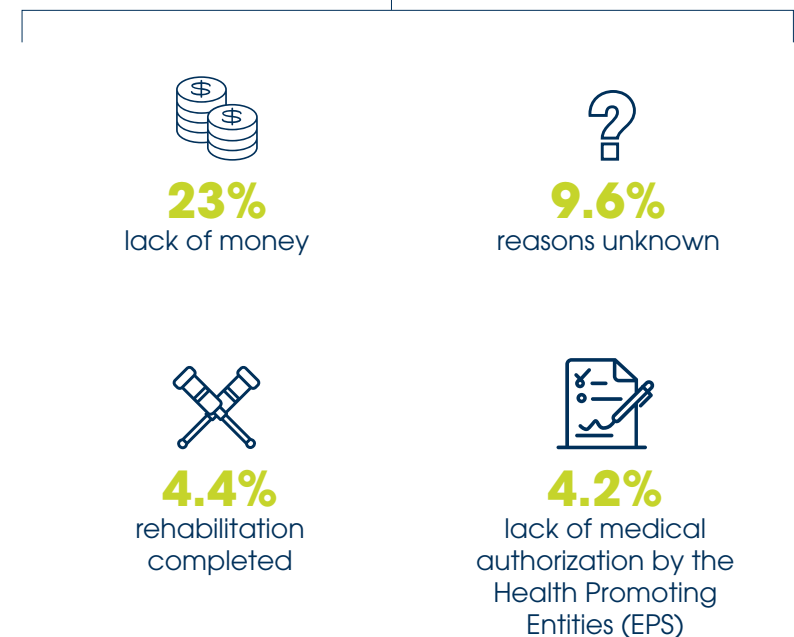 23%
lack of money
9.6%
reasons unknown
4.4%
rehabilitation
completed
4.2%
lack of medical
authorization by the
Health Promoting
Entities (EPS)